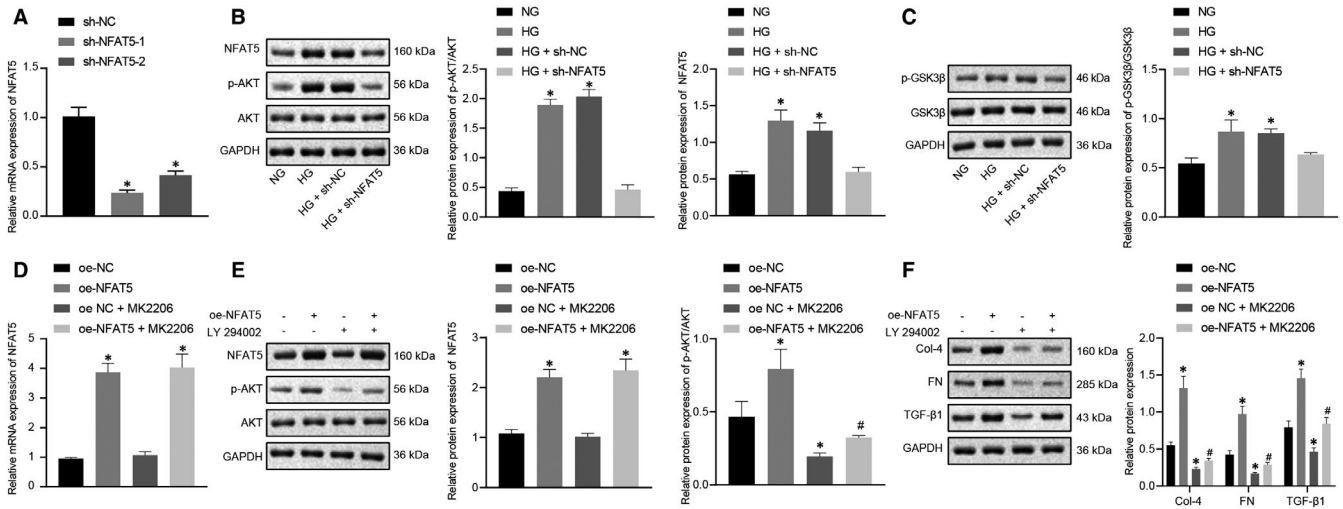 A
sh-NC
sh-NFAT5-1
sh-NFAT5-2
Relative mRNA expression of NFAT5
1.5
1.0
0.5
0.0
*
*
B
NFAT5
160 kDa
p-AKT
56 kDa
AKT
56 kDa
GAPDH
36 kDa
NG
HG
HG + sh-NC
HG + sh-NFAT5
NG
HG
HG + sh-NC
HG + sh-NFAT5
Relative protein expression of p-AKT/AKT
2.5
2.0
1.5
1.0
0.5
0.0
*
*
NG
HG
HG + sh-NC
HG + sh-NFAT5
Relative protein expression of NFAT5
2.0
1.5
1.0
0.5
0.0
*
*
C
p-GSK3β
46 kDa
GSK3β
46 kDa
GAPDH
36 kDa
NG
HG
HG + sh-NC
HG + sh-NFAT5
NG
HG
HG + sh-NC
HG + sh-NFAT5
Relative protein expression of p-GSK3β/GSK3β
1.5
1.0
0.5
0.0
*
*
D
oe-NC
oe-NFAT5
oe NC + MK2206
oe-NFAT5 + MK2206
Relative mRNA expression of NFAT5
5
4
3
2
1
0
*
*
E
oe-NFAT5 - + - +
LY 294002 - - + +
NFAT5
160 kDa
p-AKT
56 kDa
AKT
56 kDa
GAPDH
36 kDa
oe-NC
oe-NFAT5
oe NC + MK2206
oe-NFAT5 + MK2206
Relative protein expression of NFAT5
3
2
1
0
*
*
oe-NC
oe-NFAT5
oe NC + MK2206
oe-NFAT5 + MK2206
Relative protein expression of p-AKT/AKT
1.0
0.5
0.0
*
*
#
F
oe-NFAT5 - + - +
LY 294002 - - + +
Col-4
160 kDa
FN
285 kDa
TGF-β1
43 kDa
GAPDH
36 kDa
oe-NC
oe-NFAT5
oe NC + MK2206
oe-NFAT5 + MK2206
Relative protein expression
2.0
1.5
1.0
0.5
0.0
*
*
#
*
*
#
*
*
#
Col-4
FN
TGF-β1